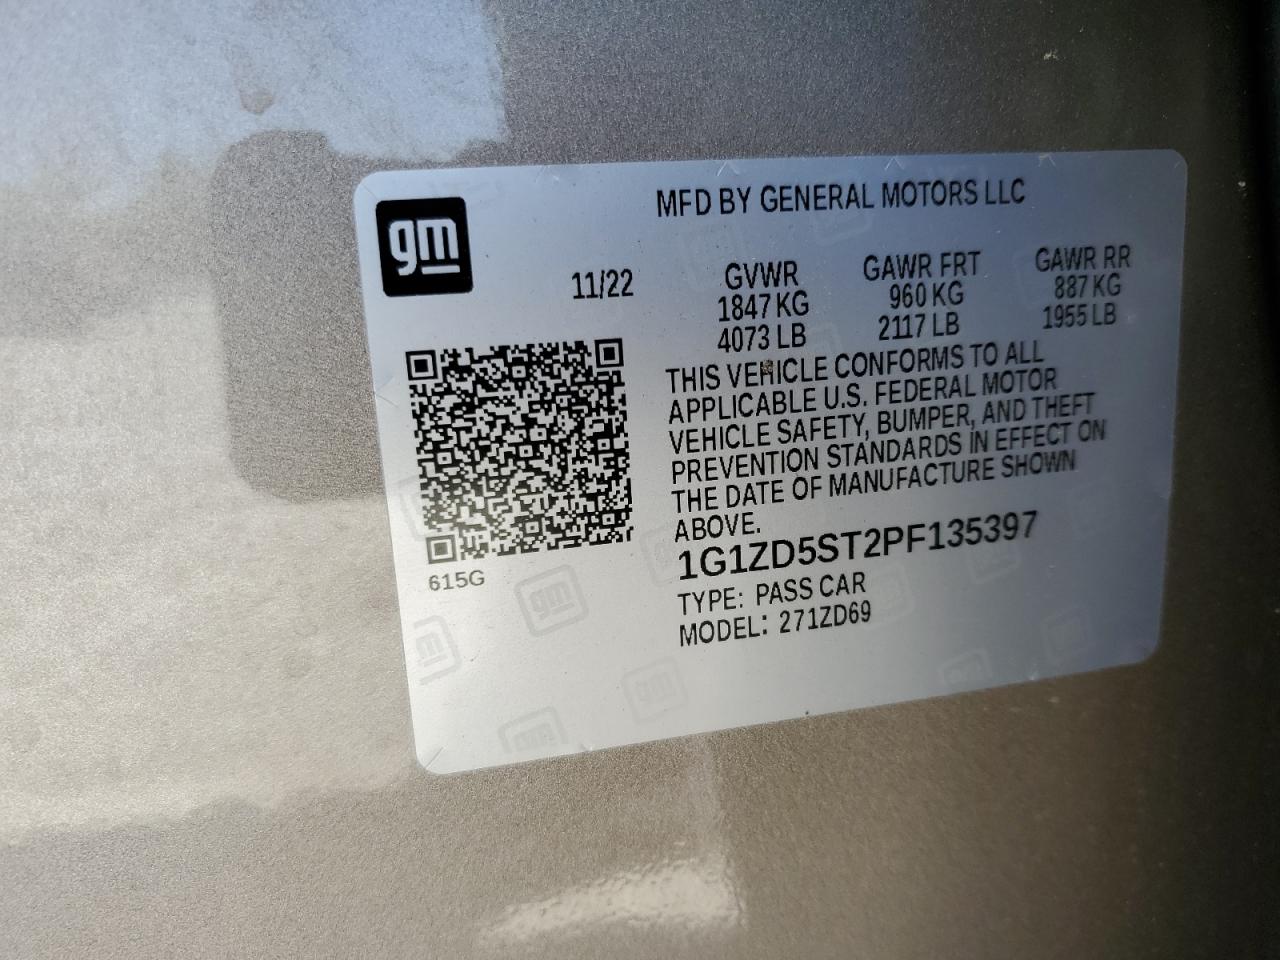 gm
MFD BY GENERAL MOTORS LLC
11/22
GVWR
1847 KG
4073 LB
GAWR FRT
960 KG
2117 LB
GAWR RR
887 KG
1955 LB
THIS VEHICLE CONFORMS TO ALL
APPLICABLE U.S. FEDERAL MOTOR
VEHICLE SAFETY, BUMPER, AND THEFT
PREVENTION STANDARDS IN EFFECT ON
THE DATE OF MANUFACTURE SHOWN
ABOVE.
1G1ZD5ST2PF135397
TYPE: PASS CAR
MODEL: 271ZD69
615G